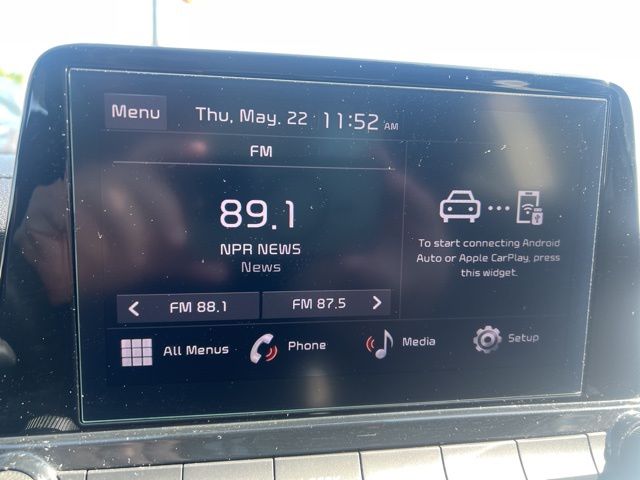 Menu
Thu, May. 22 11:52 AM
FM
89.1
NPR NEWS
News
FM 88.1
FM 87.5
To start connecting Android
Auto or Apple CarPlay, press
this widget.
All Menus
Phone
Media
Setup